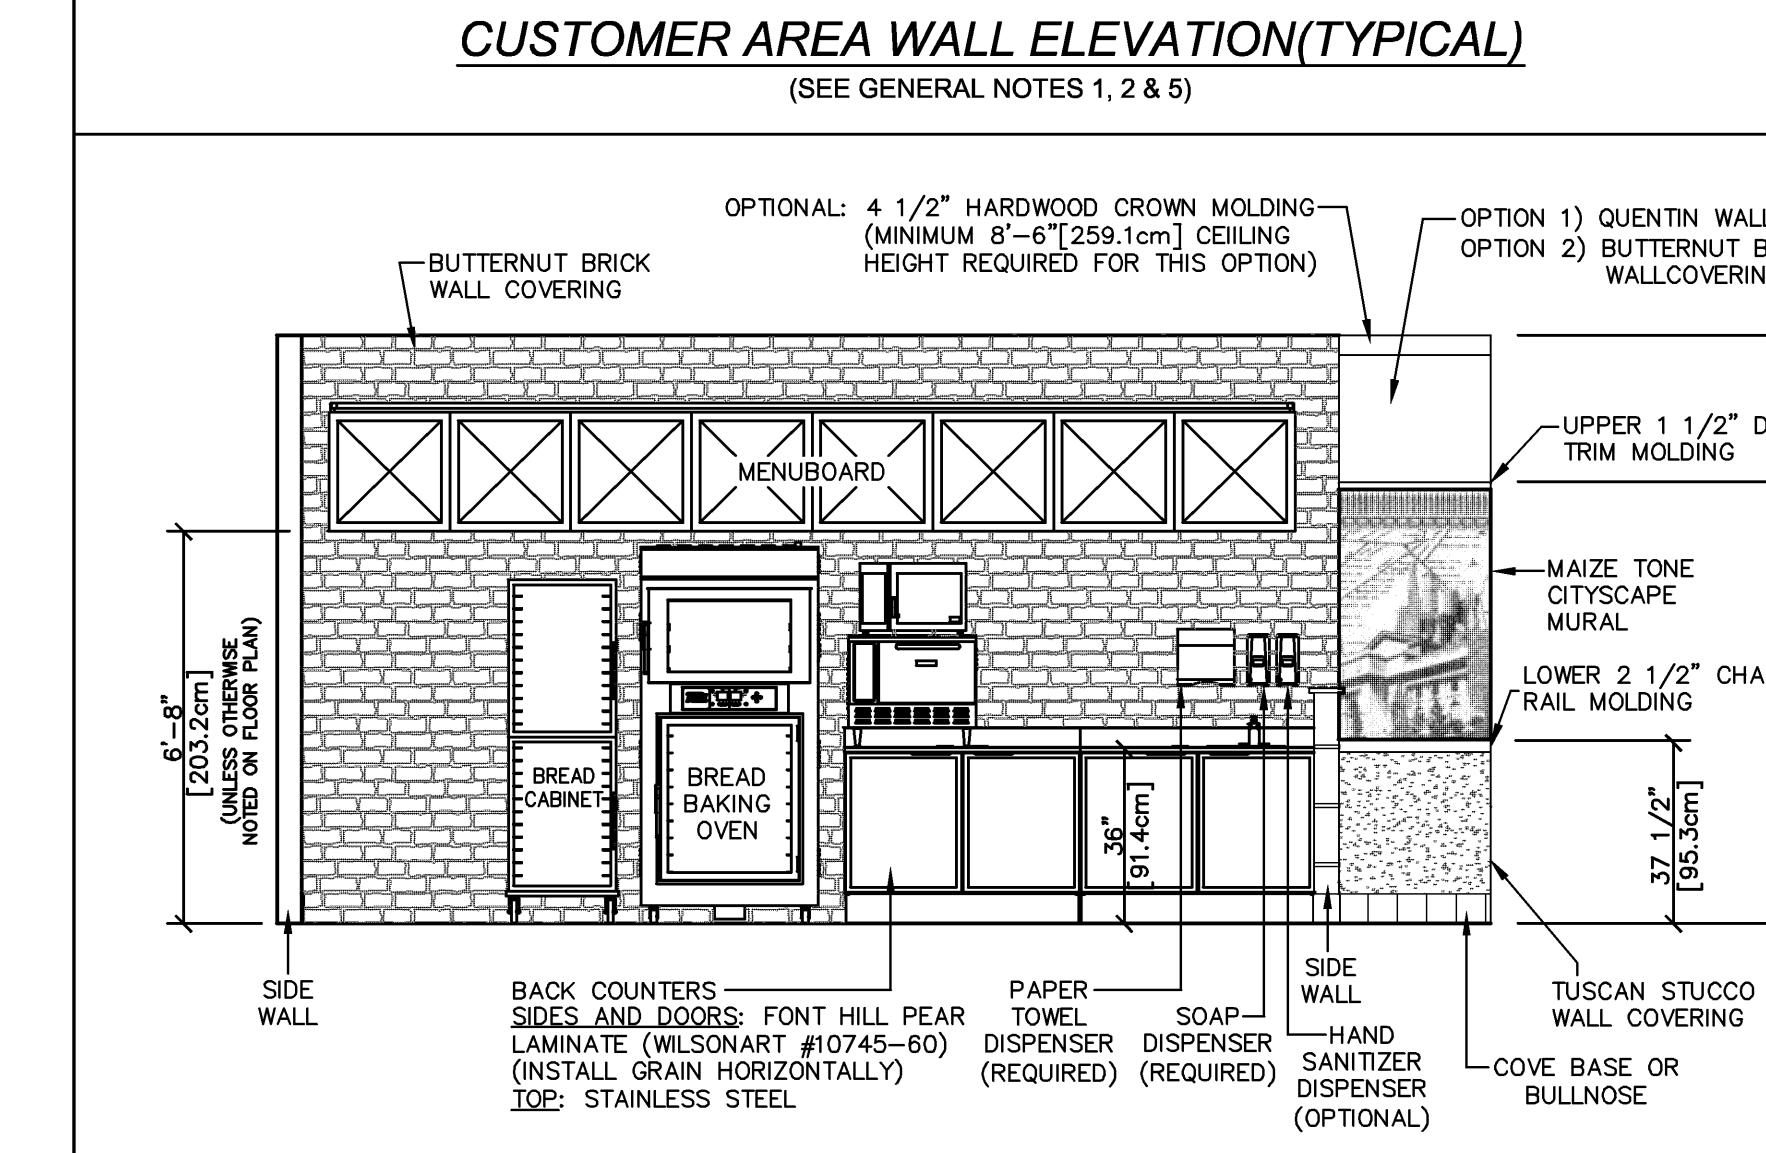 CUSTOMER AREA WALL ELEVATION(TYPICAL)
(SEE GENERAL NOTES 1, 2 & 5)
OPTIONAL: 4 1/2" HARDWOOD CROWN MOLDING
(MINIMUM 8'-6"[259.1cm] CEIILING
HEIGHT REQUIRED FOR THIS OPTION)
OPTION 1) QUENTIN WALL
OPTION 2) BUTTERNUT B
WALLCOVERIN
BUTTERNUT BRICK
WALL COVERING
UPPER 1 1/2" D
TRIM MOLDING
MENUBOARD
MAIZE TONE
CITYSCAPE
MURAL
LOWER 2 1/2" CHA
RAIL MOLDING
6'-8"
[203.2cm]
(UNLESS OTHERWISE
NOTED ON FLOOR PLAN)
BREAD
CABINET
BREAD
BAKING
OVEN
36"
[91.4cm]
37 1/2"
[95.3cm]
SIDE
WALL
BACK COUNTERS
SIDES AND DOORS: FONT HILL PEAR
LAMINATE (WILSONART #10745-60)
(INSTALL GRAIN HORIZONTALLY)
TOP: STAINLESS STEEL
PAPER
TOWEL
DISPENSER
(REQUIRED)
SOAP
DISPENSER
(REQUIRED)
SIDE
WALL
HAND
SANITIZER
DISPENSER
(OPTIONAL)
TUSCAN STUCCO
WALL COVERING
COVE BASE OR
BULLNOSE